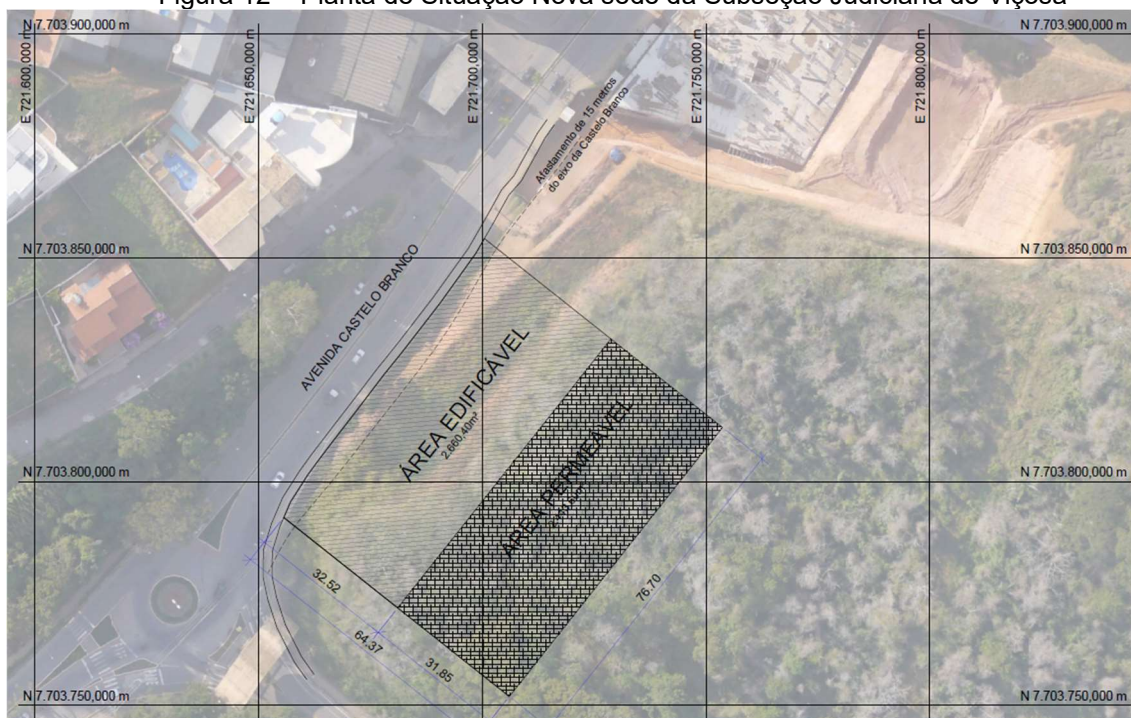 Figura 12 – Planta de Situação Nova Sede da Subseção Judiciária de Viçosa
N 7.703.900,000 m
N 7.703.900,000 m
E 721.600,000 m
E 721.650,000 m
E 721.700,000 m
E 721.750,000 m
E 721.800,000 m
Afastamento de 15 metros
do eixo da Castelo Branco
N 7.703.850,000 m
N 7.703.850,000 m
AVENIDA CASTELO BRANCO
ÁREA EDIFICÁVEL
2.660,40m²
ÁREA PERMEÁVEL
N 7.703.800,000 m
N 7.703.800,000 m
32.52
64.37
31.85
76.70
N 7.703.750,000 m
N 7.703.750,000 m